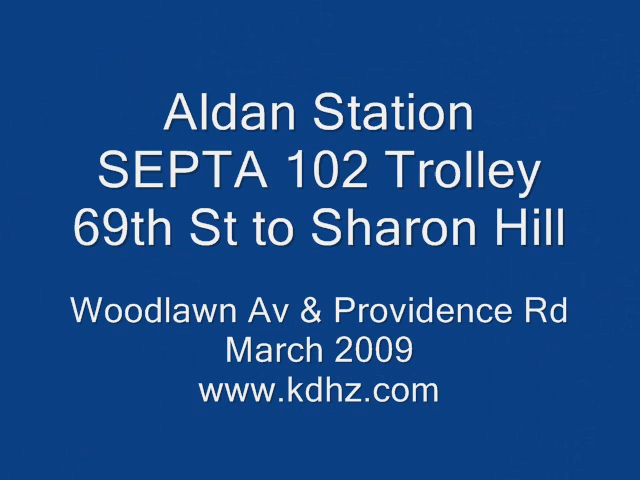 Aldan Station
SEPTA 102 Trolley
69th St to Sharon Hill
Woodlawn Av & Providence Rd
March 2009
www.kdhz.com